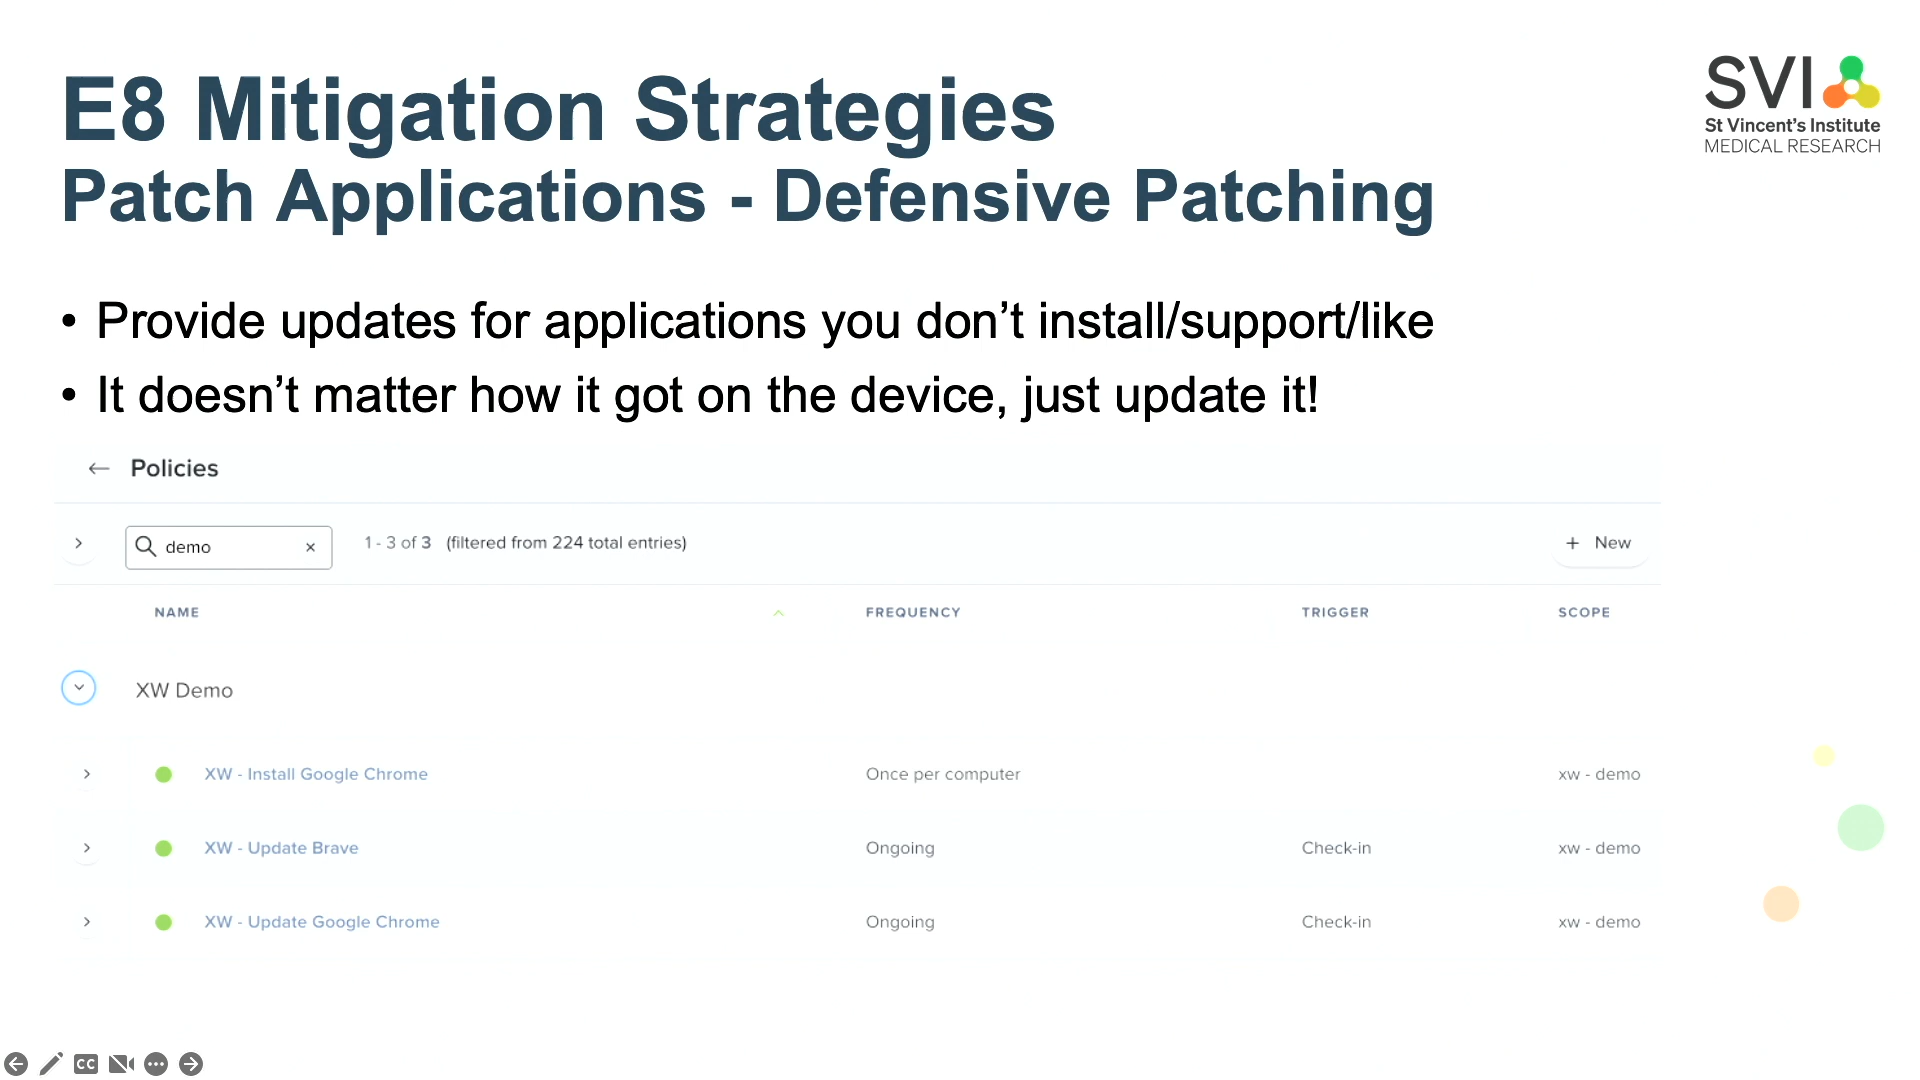 E8 Mitigation Strategies
Patch Applications - Defensive Patching
SVI
St Vincent's Institute
MEDICAL RESEARCH
• Provide updates for applications you don’t install/support/like
• It doesn’t matter how it got on the device, just update it!
Policies
demo × 1 - 3 of 3 (filtered from 224 total entries) + New
NAME FREQUENCY TRIGGER SCOPE
XW Demo
XW - Install Google Chrome Once per computer xw - demo
XW - Update Brave Ongoing Check-in xw - demo
XW - Update Google Chrome Ongoing Check-in xw - demo
CC